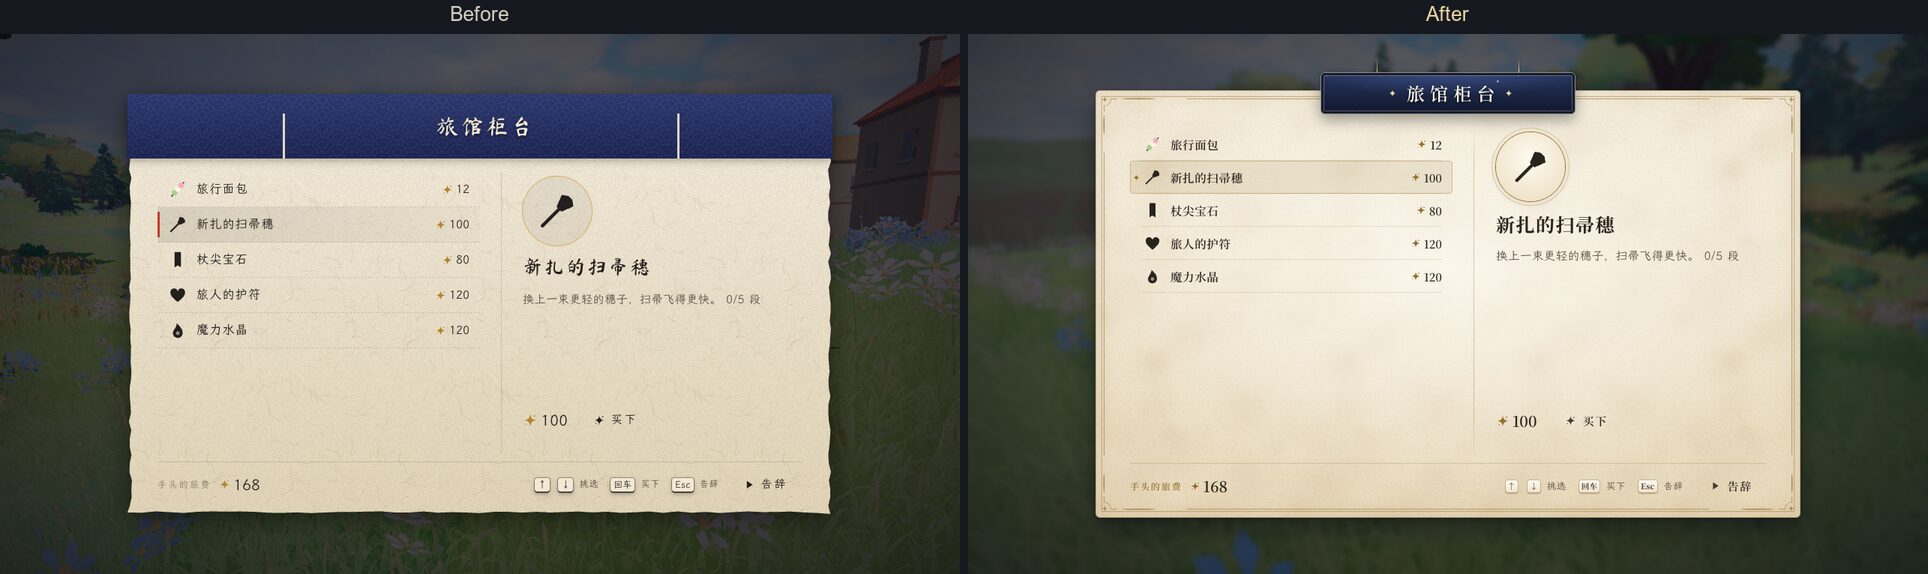 Before
旅馆柜台
旅行面包 12
新扎的扫帚穗 100
杖尖宝石 80
旅人的护符 120
魔力水晶 120
新扎的扫帚穗
换上一束更轻的穗子，扫帚飞得更快。 0/5 段
100 买下
手头的旅费 168
↑ ↓ 挑选 回车 买下 Esc 告辞 ▶ 告辞
After
旅馆柜台
旅行面包 12
新扎的扫帚穗 100
杖尖宝石 80
旅人的护符 120
魔力水晶 120
新扎的扫帚穗
换上一束更轻的穗子，扫帚飞得更快。 0/5 段
100 买下
手头的旅费 168
↑ ↓ 挑选 回车 买下 Esc 告辞 ▶ 告辞